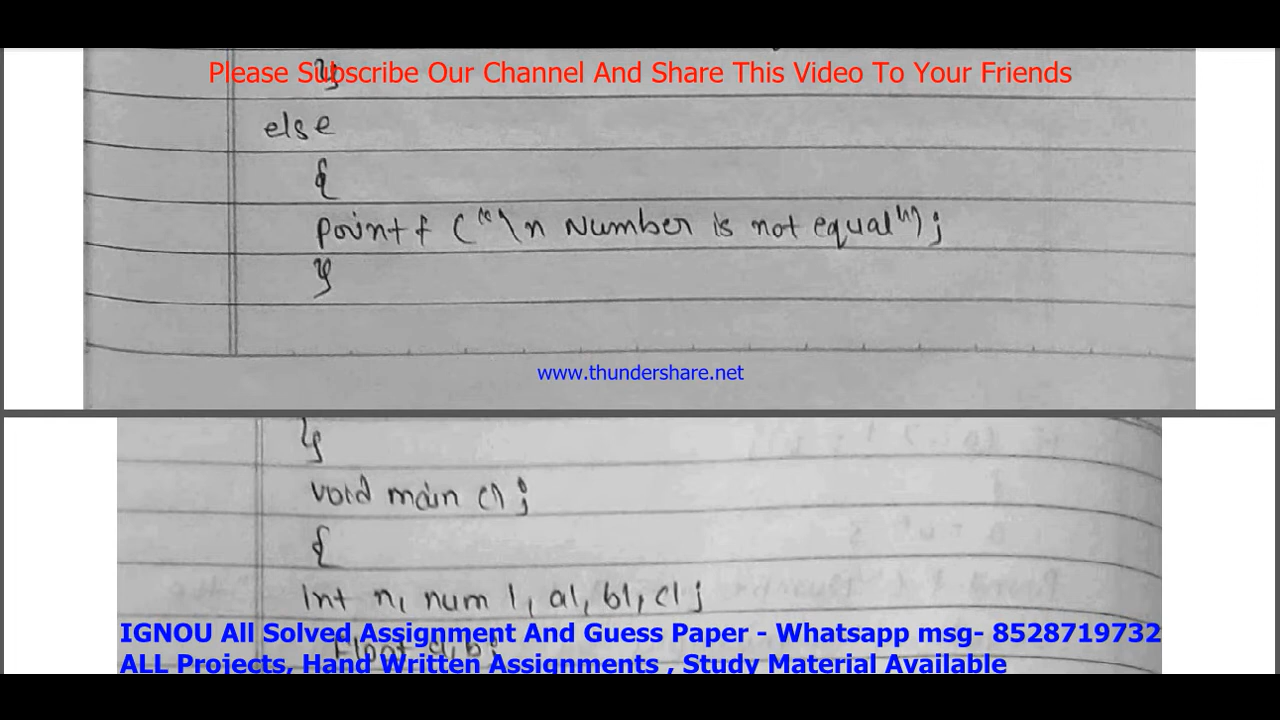 }
Please Subscribe Our Channel And Share This Video To Your Friends
else
{
printf ("\n Number is not equal");
}
www.thundershare.net
}
void main ();
{
int n, num 1, a1, b1, c1;
IGNOU All Solved Assignment And Guess Paper - Whatsapp msg- 8528719732
float a, b;
ALL Projects, Hand Written Assignments , Study Material Available